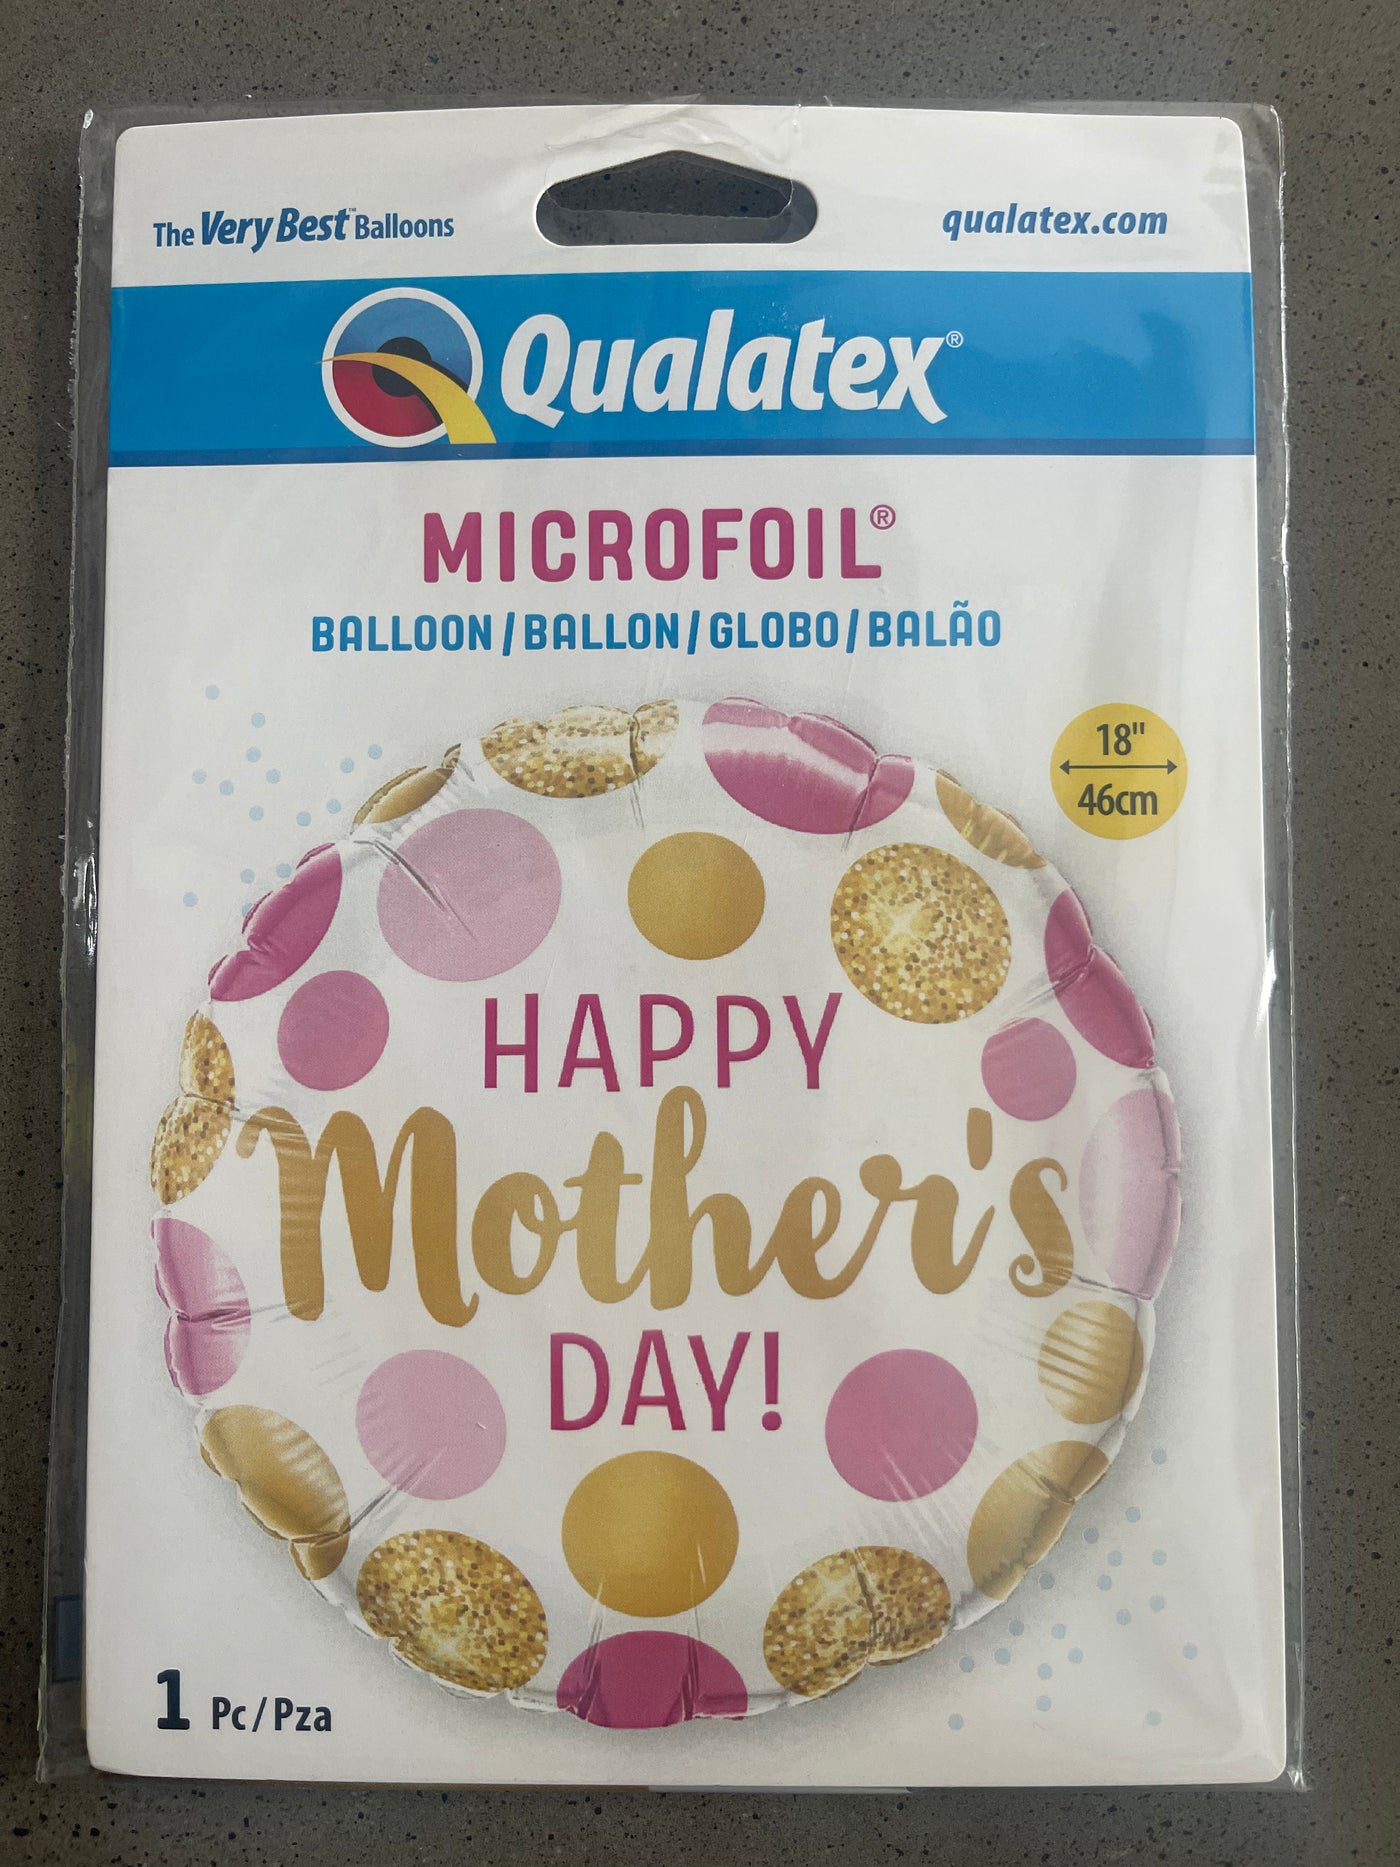 The Very Best™ Balloons
qualatex.com
Qualatex®
MICROFOIL®
BALLOON / BALLON / GLOBO / BALÃO
18"
46cm
HAPPY
Mother's
DAY!
1 Pc / Pza